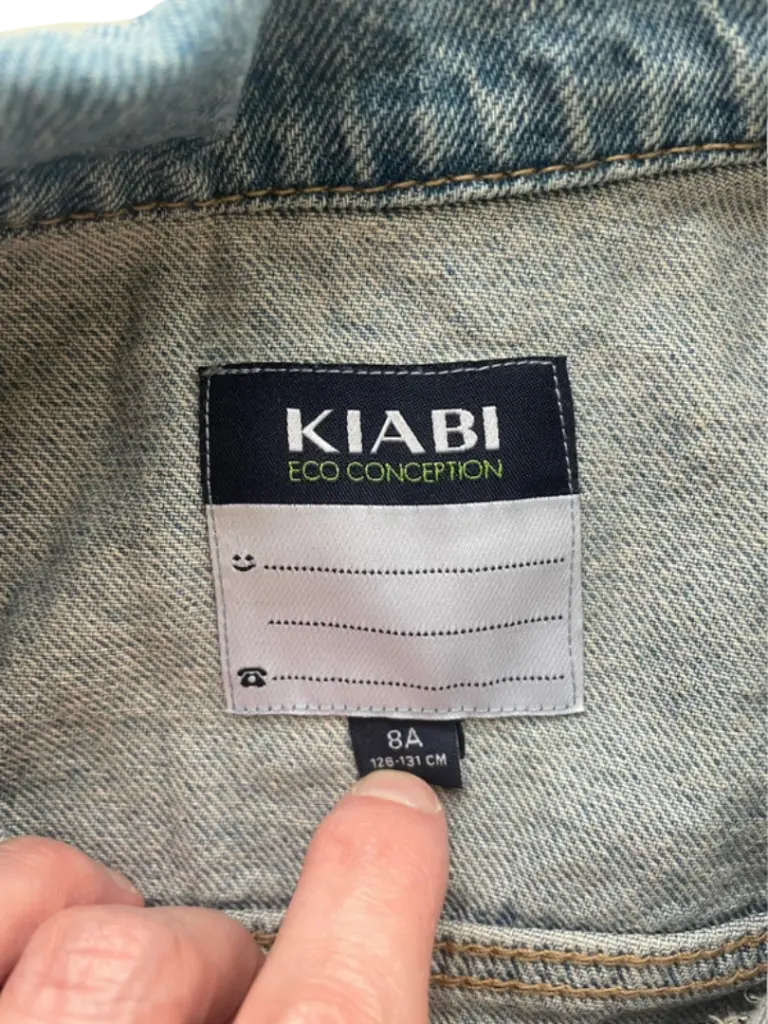 KIABI
ECO CONCEPTION
8A
126-131 CM